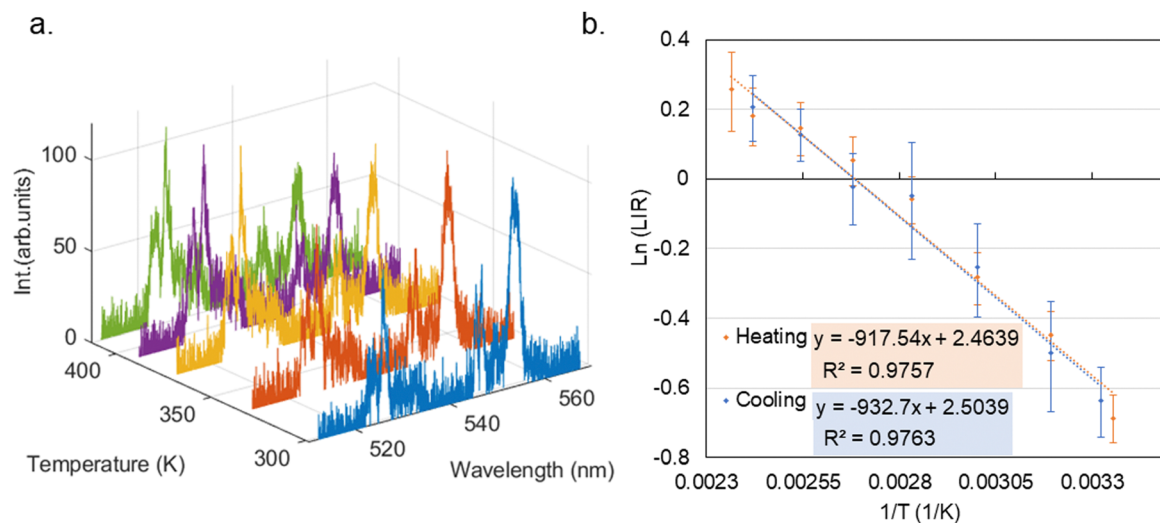 a.
100
50
0
Int.(arb.units)
400
350
300
Temperature (K)
520
540
560
Wavelength (nm)
b.
0.4
0.2
0
-0.2
-0.4
-0.6
-0.8
Ln (LIR)
Heating y = -917.54x + 2.4639
R² = 0.9757
Cooling y = -932.7x + 2.5039
R² = 0.9763
0.0023 0.00255 0.0028 0.00305 0.0033
1/T (1/K)